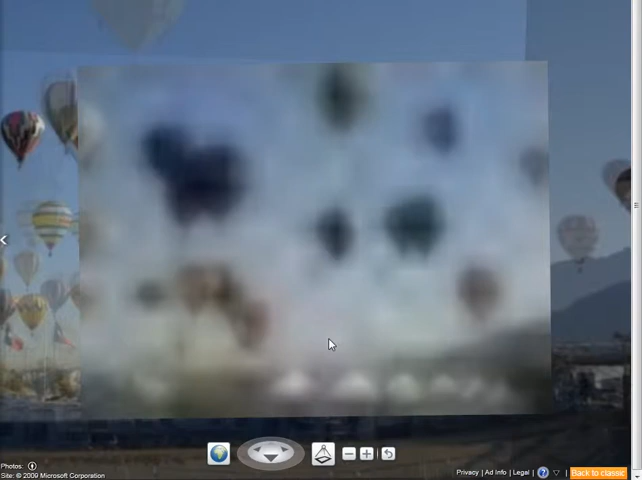 Photos:
Site: © 2009 Microsoft Corporation
Privacy | Ad Info | Legal | ? Back to classic